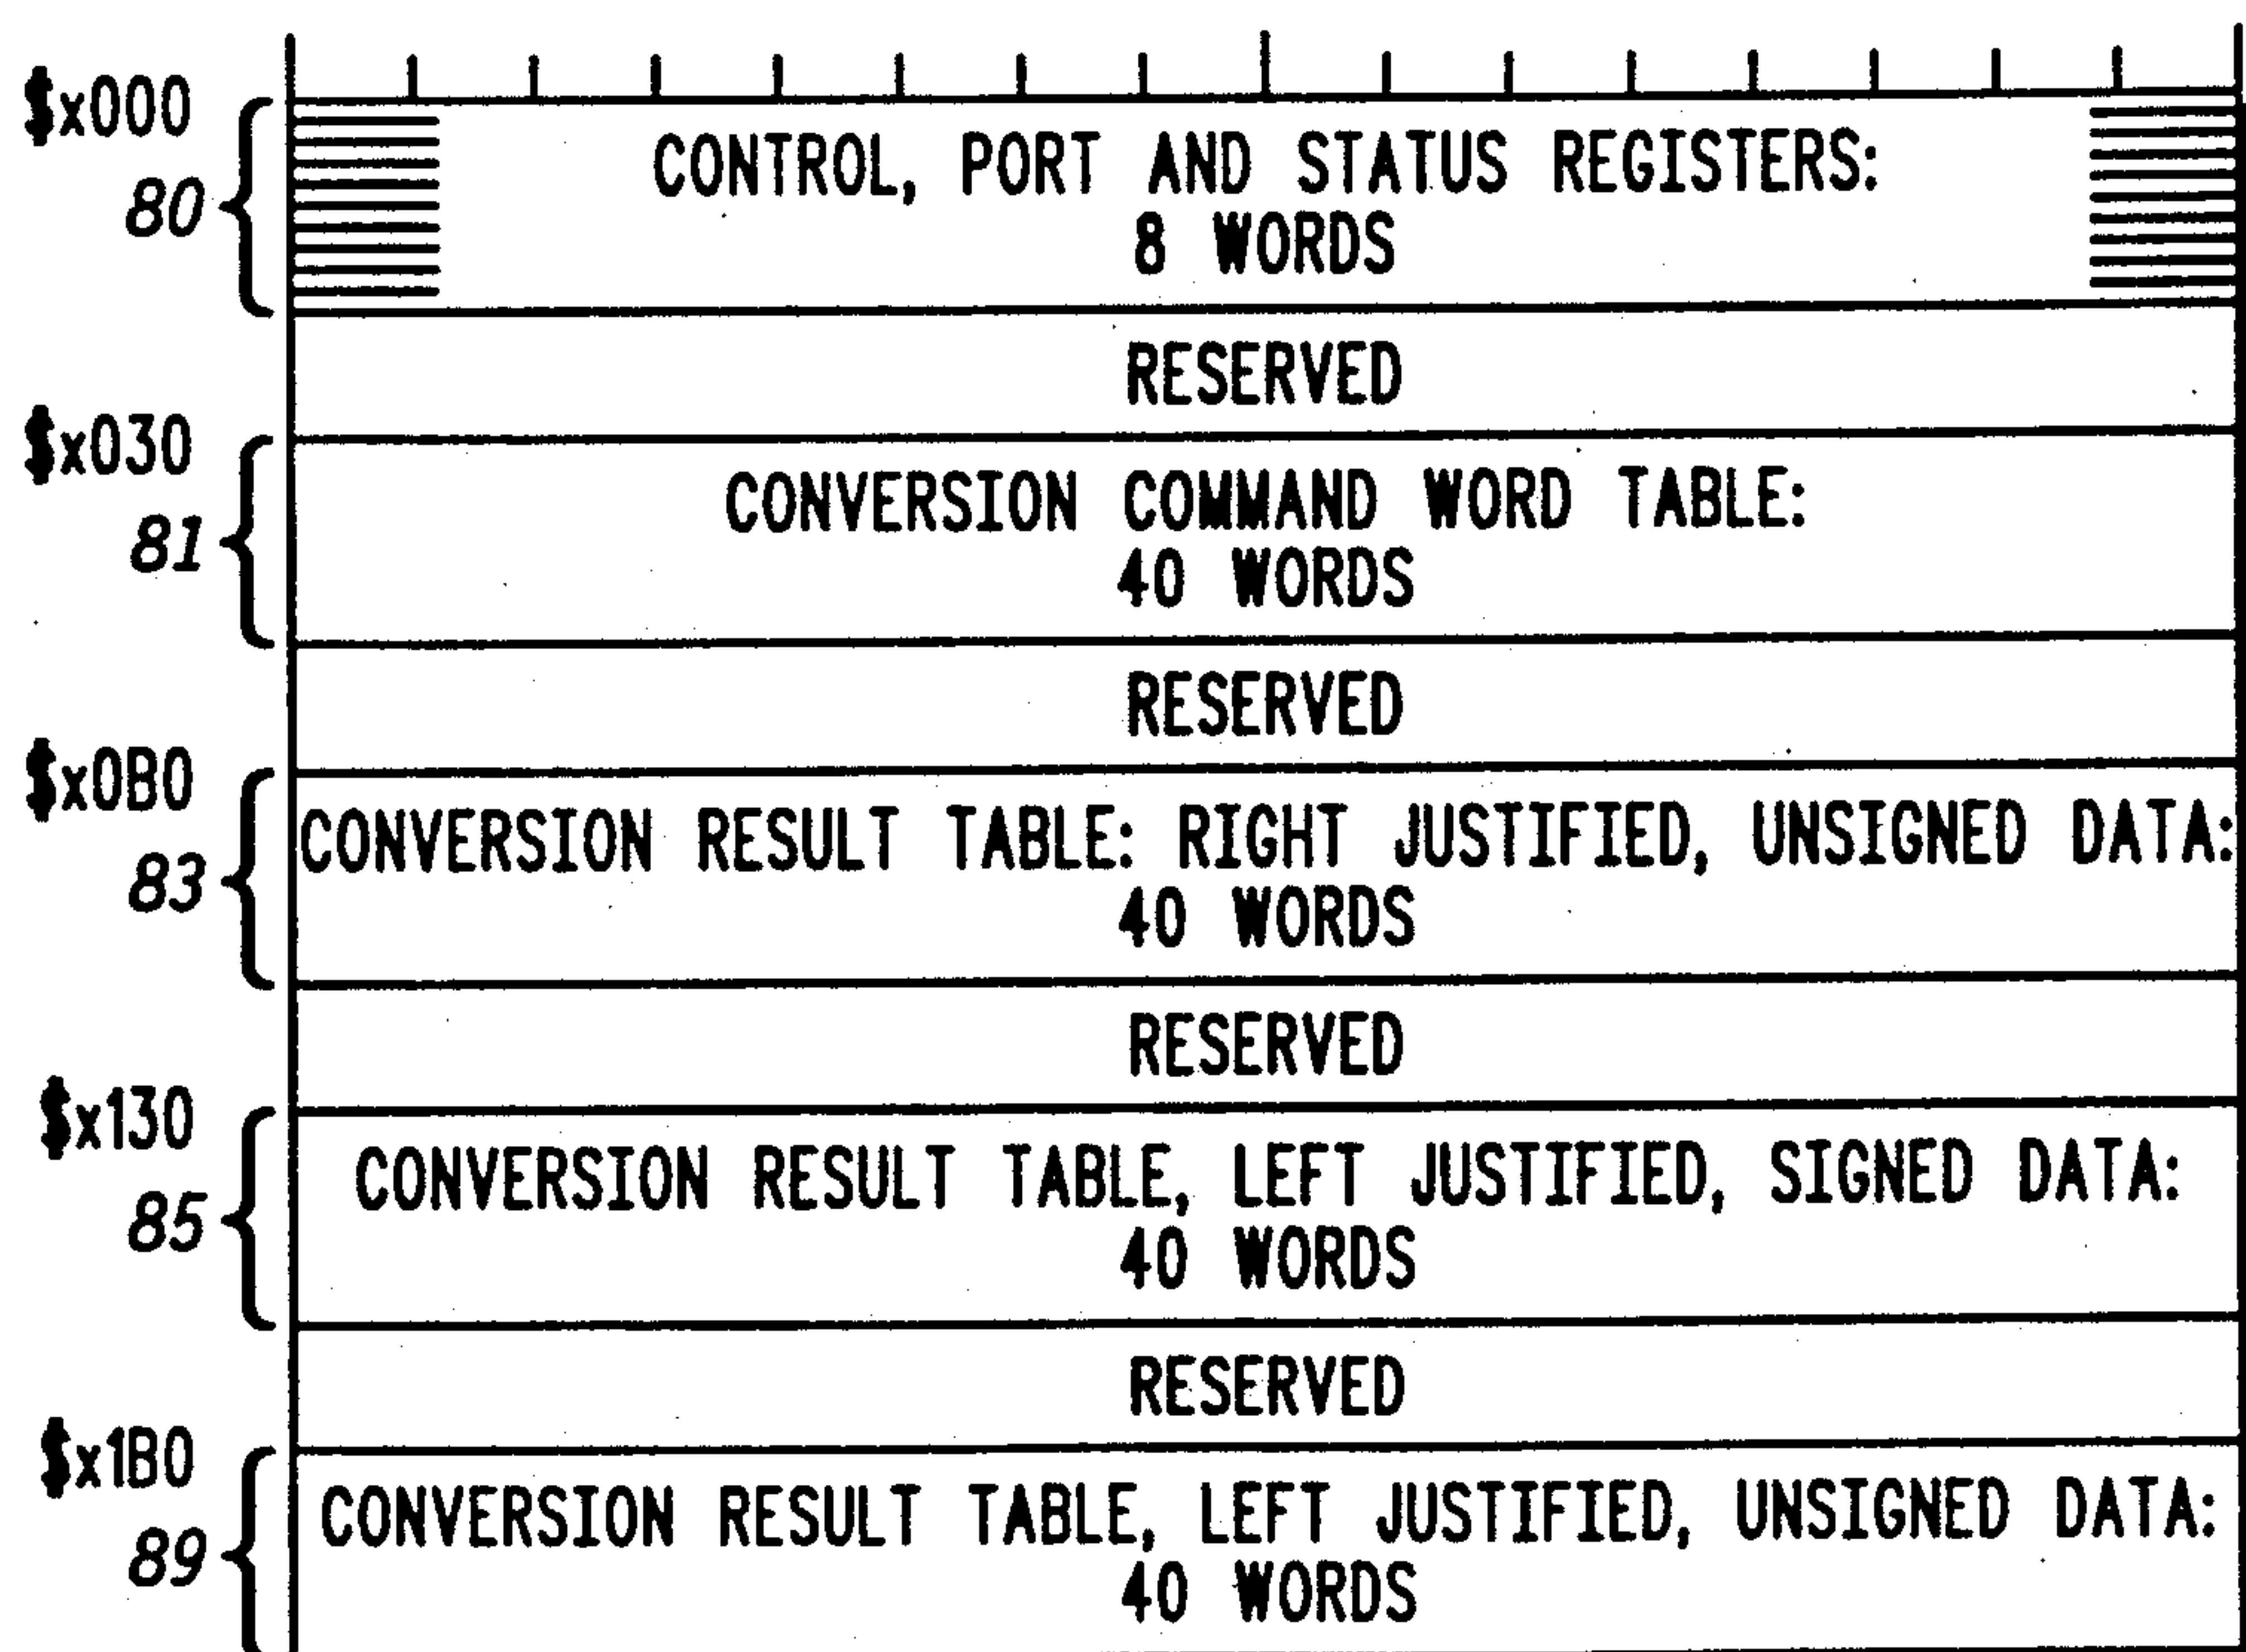 $x000
80
CONTROL, PORT AND STATUS REGISTERS:
8 WORDS
RESERVED
$x030
81
CONVERSION COMMAND WORD TABLE:
40 WORDS
RESERVED
$x0B0
83
CONVERSION RESULT TABLE: RIGHT JUSTIFIED, UNSIGNED DATA:
40 WORDS
RESERVED
$x130
85
CONVERSION RESULT TABLE, LEFT JUSTIFIED, SIGNED DATA:
40 WORDS
RESERVED
$x1B0
89
CONVERSION RESULT TABLE, LEFT JUSTIFIED, UNSIGNED DATA:
40 WORDS